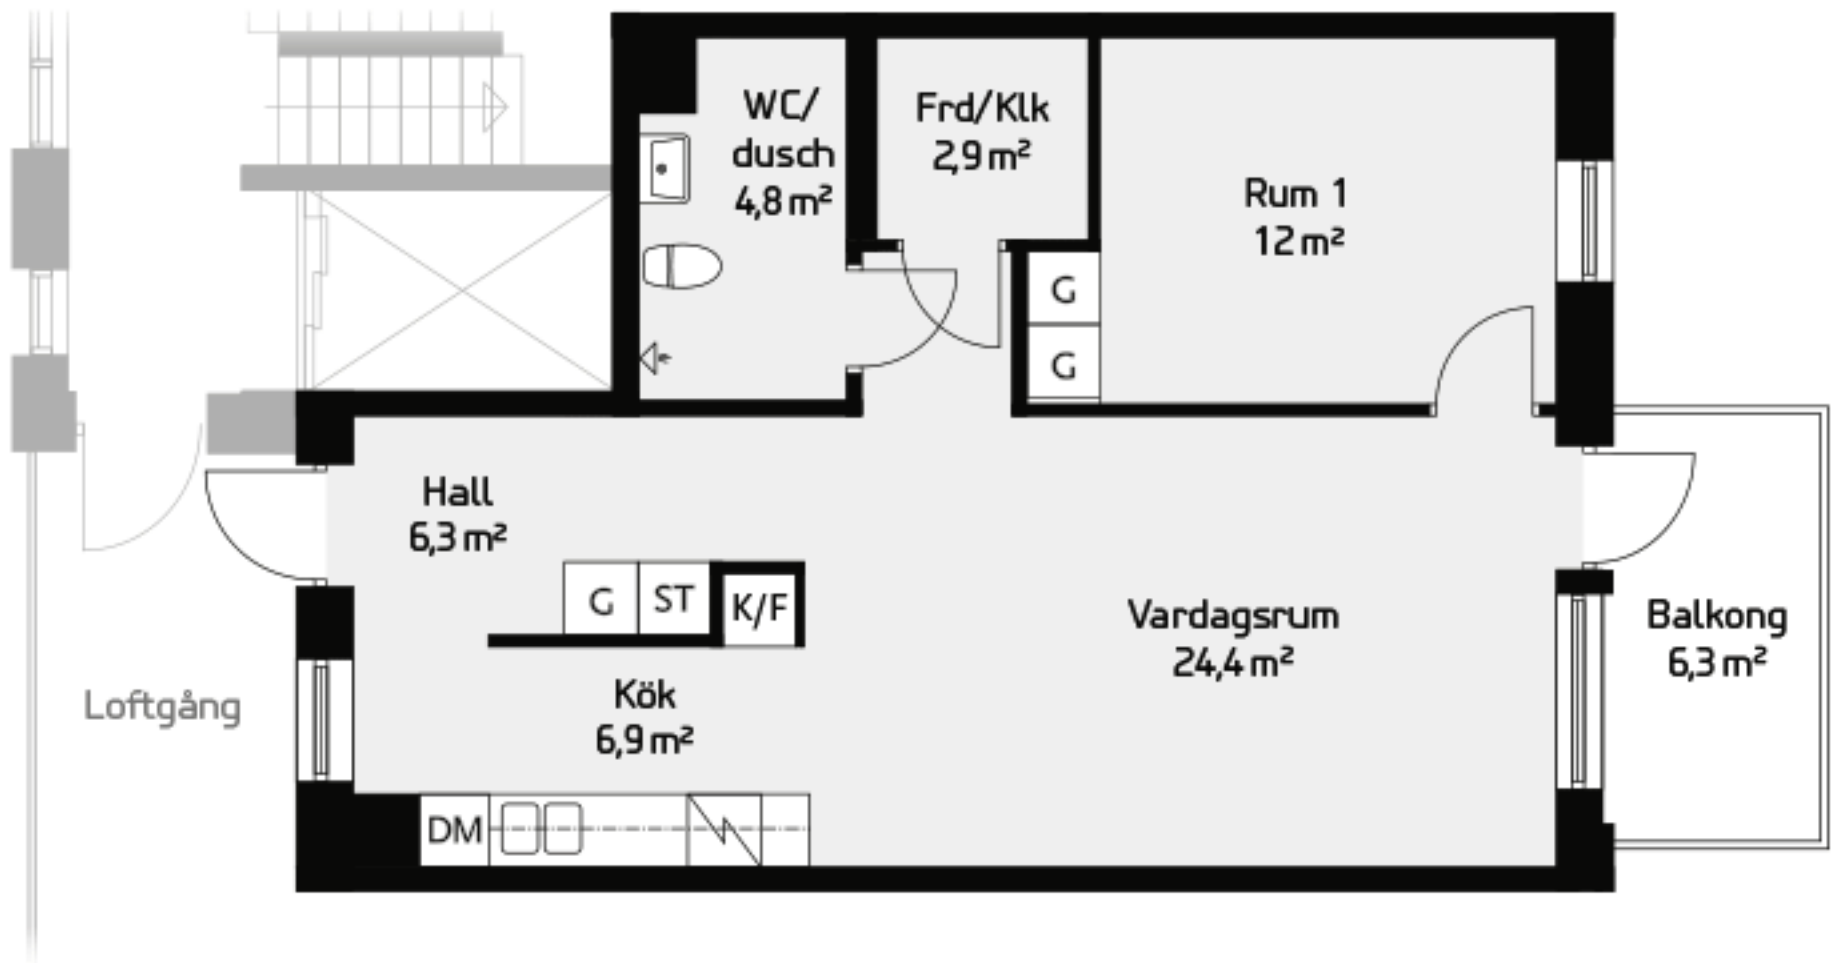 WC/
dusch
4,8 m²
Frd/Klk
2,9 m²
Rum 1
12 m²
G
G
Hall
6,3 m²
G
ST
K/F
Vardagsrum
24,4 m²
Balkong
6,3 m²
Loftgång
Kök
6,9 m²
DM